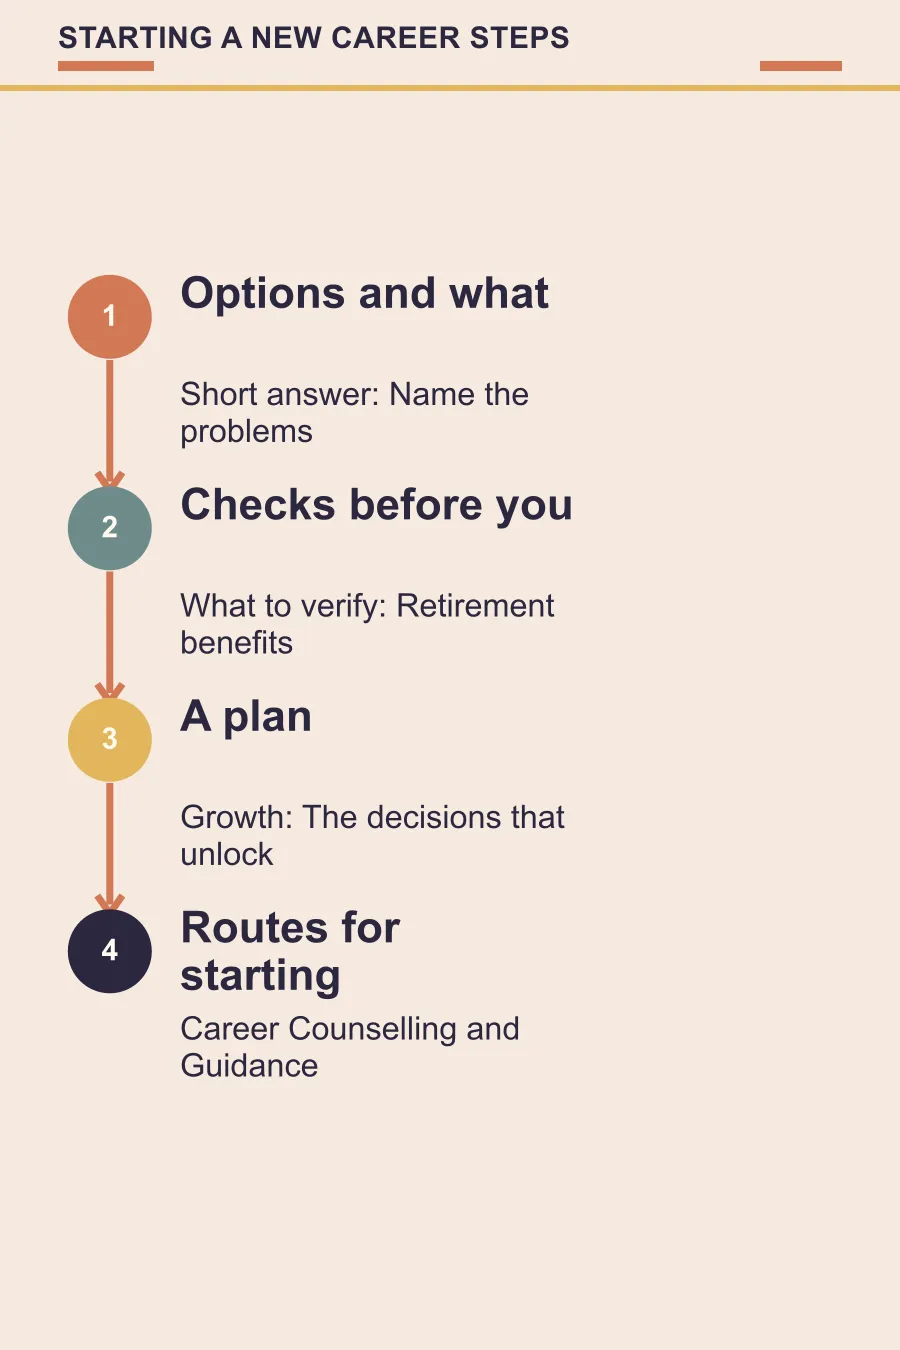 STARTING A NEW CAREER STEPS
1
Options and what
Short answer: Name the
problems
2
Checks before you
What to verify: Retirement
benefits
3
A plan
Growth: The decisions that
unlock
4
Routes for
starting
Career Counselling and
Guidance